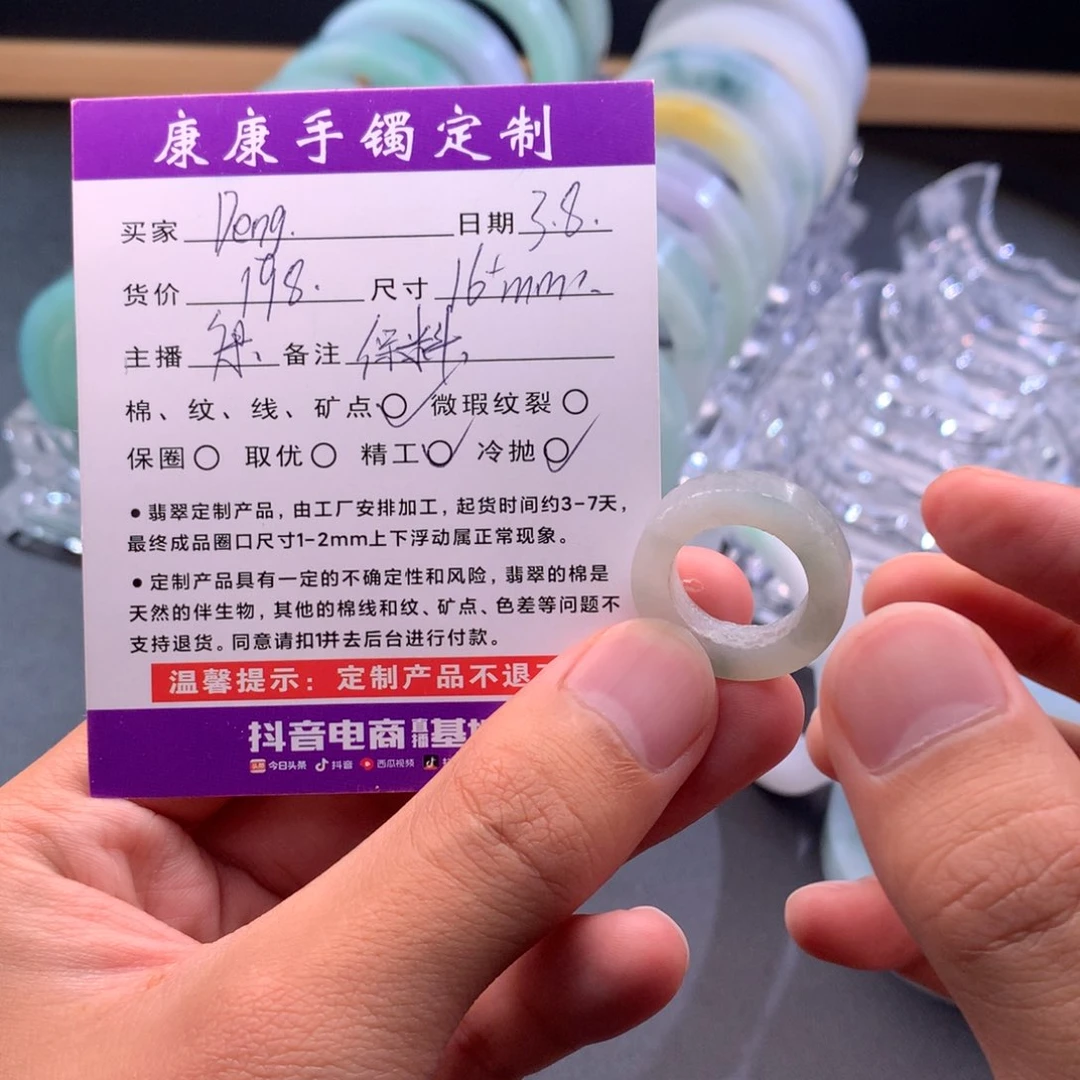 康康手镯定制
买家 Dong. 日期 3.8.
货价 198. 尺寸 16+mm
主播 备注 保料
棉、纹、线、矿点 微瑕纹裂
保圈 取优 精工 冷抛
•翡翠定制产品，由工厂安排加工，起货时间约3-7天，
最终成品圈口尺寸1-2mm上下浮动属正常现象。
•定制产品具有一定的不确定性和风险，翡翠的棉是
天然的伴生物，其他的棉线和纹、矿点、色差等问题不
支持退货。同意请扣1并去后台进行付款。
温馨提示：定制产品不退
抖音电商直播基
头条 今日头条 抖音 西瓜视频